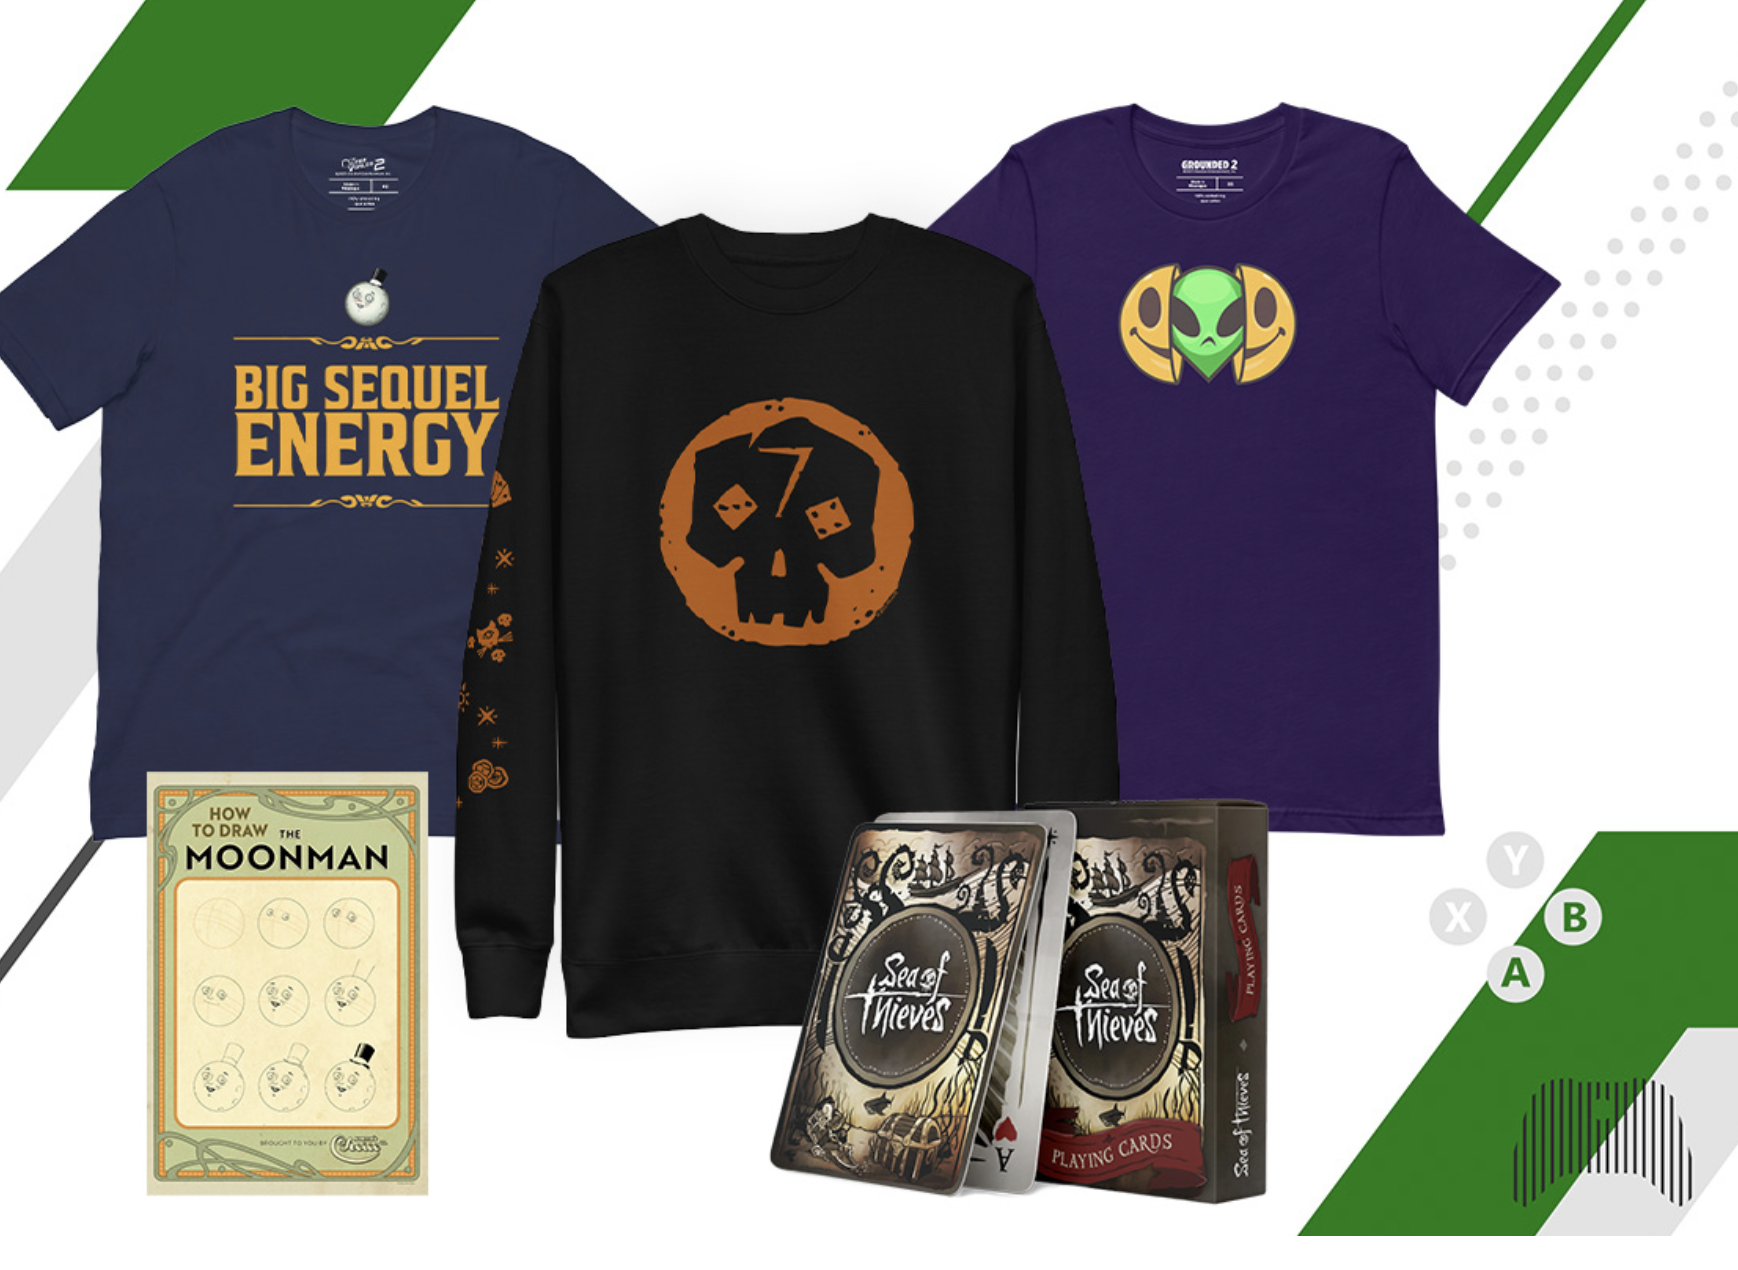 GROUNDED 2
BIG SEQUEL
ENERGY
7
HOW
TO DRAW THE
MOONMAN
BROUGHT TO YOU BY
Sea of
Thieves
A
Sea of
Thieves
PLAYING CARDS
PLAYING CARDS
Sea of Thieves
Y
X
B
A